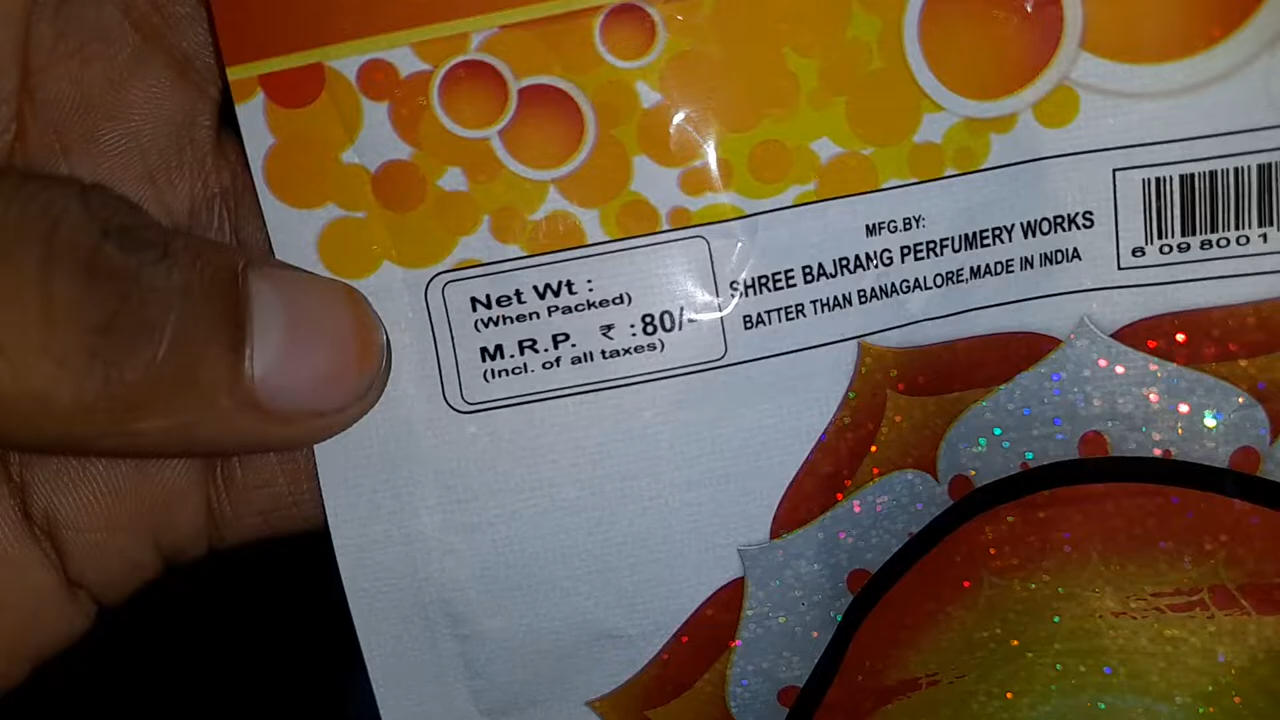 Net Wt :
(When Packed)
M.R.P. ₹ :80/-
(Incl. of all taxes)
MFG.BY:
SHREE BAJRANG PERFUMERY WORKS
BATTER THAN BANAGALORE,MADE IN INDIA
6 098001